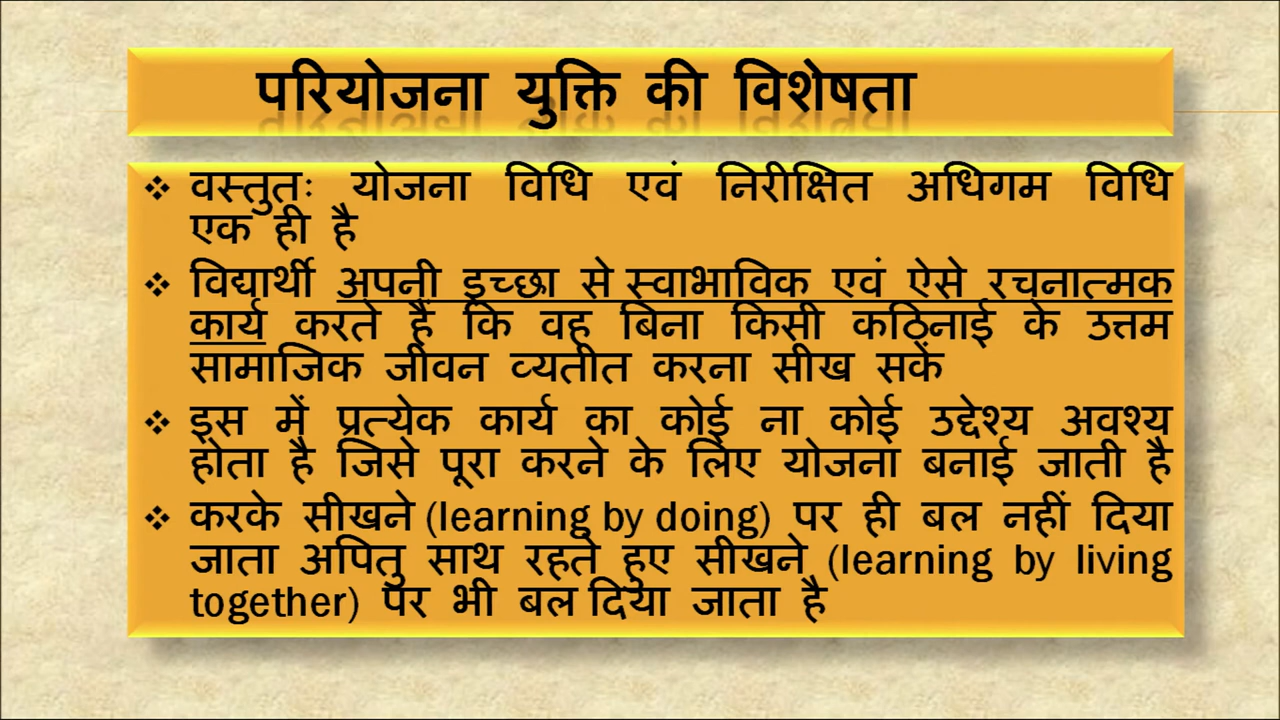 परियोजना युक्ति की विशेषता
❖ वस्तुतः योजना विधि एवं निरीक्षित अधिगम विधि
एक ही है
❖ विद्यार्थी अपनी इच्छा से स्वाभाविक एवं ऐसे रचनात्मक
कार्य करते हैं कि वह बिना किसी कठिनाई के उत्तम
सामाजिक जीवन व्यतीत करना सीख सकें
❖ इस में प्रत्येक कार्य का कोई ना कोई उद्देश्य अवश्य
होता है जिसे पूरा करने के लिए योजना बनाई जाती है
❖ करके सीखने (learning by doing) पर ही बल नहीं दिया
जाता अपितु साथ रहते हुए सीखने (learning by living
together) पर भी बल दिया जाता है